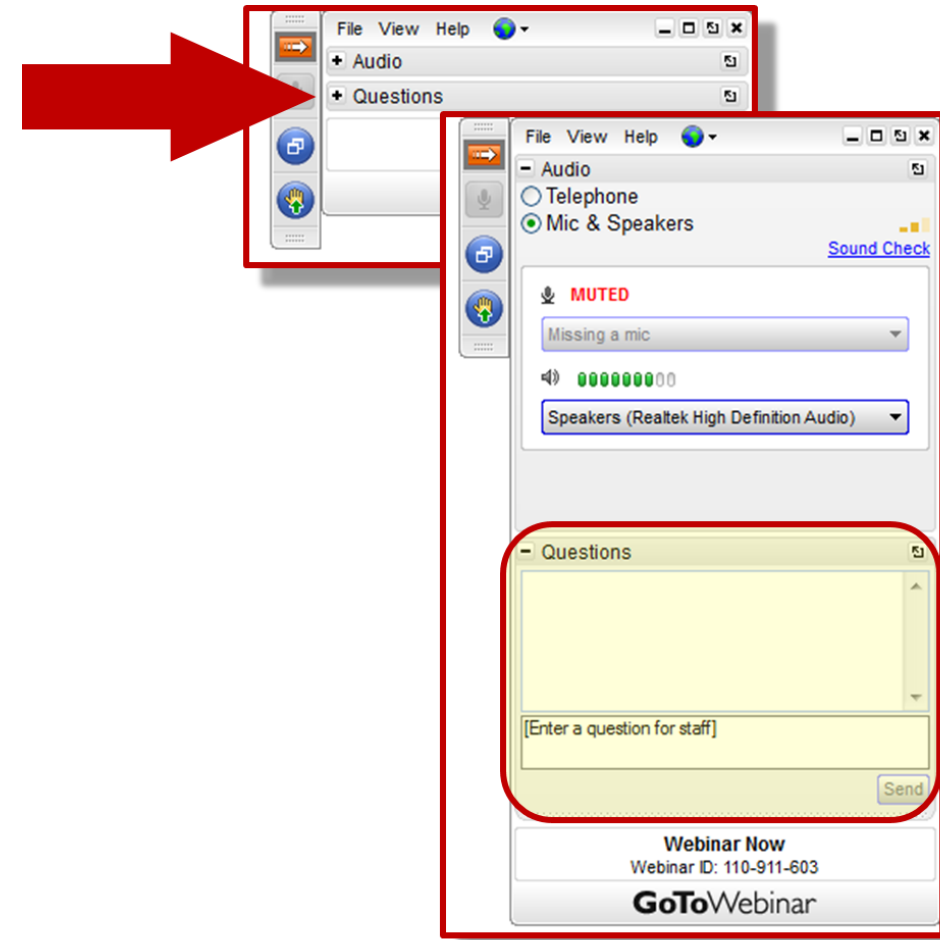 File View Help
Audio
Questions
File View Help
Audio
Telephone
Mic & Speakers
Sound Check
MUTED
Missing a mic
Speakers (Realtek High Definition Audio)
Questions
[Enter a question for staff]
Send
Webinar Now
Webinar ID: 110-911-603
GoToWebinar